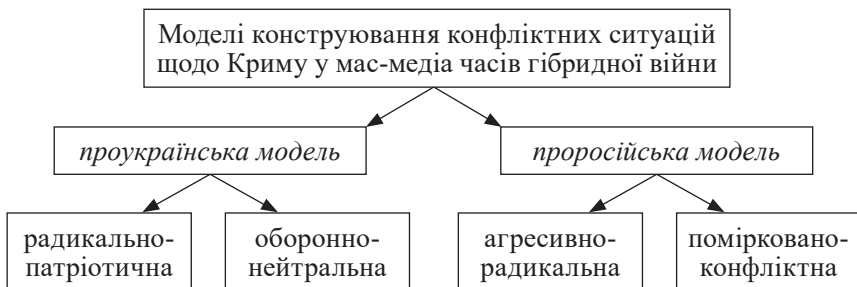 Моделі конструювання конфліктних ситуацій
щодо Криму у мас-медіа часів гібридної війни
проукраїнська модель
проросійська модель
радикально-
патріотична
оборонно-
нейтральна
агресивно-
радикальна
помірковано-
конфліктна